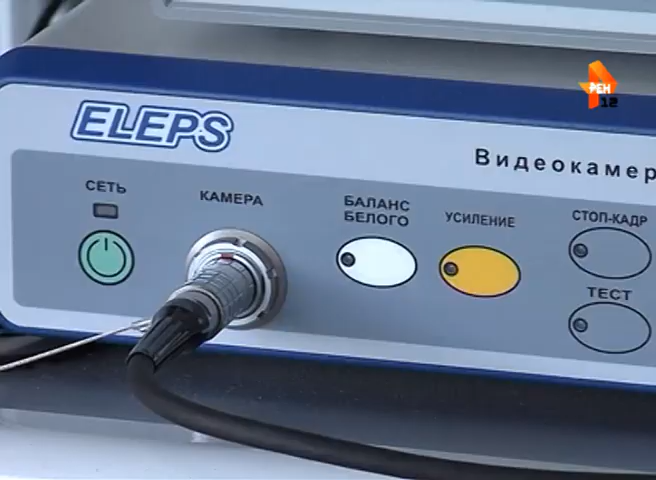 РЕН
12
ELEPS
Видеокамер
СЕТЬ
КАМЕРА
БАЛАНС
БЕЛОГО
УСИЛЕНИЕ
СТОП-КАДР
ТЕСТ